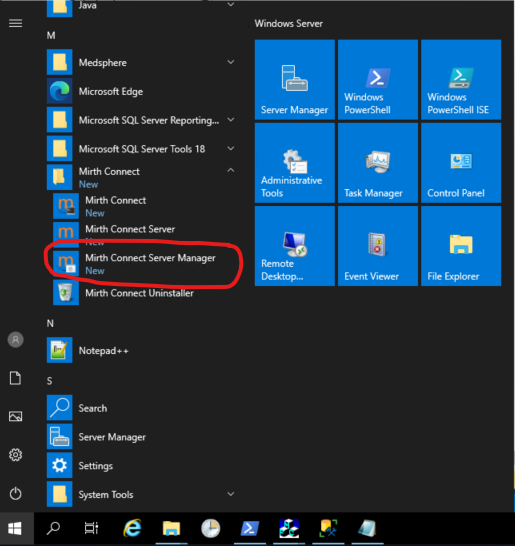 Java
M
Medsphere
Microsoft Edge
Microsoft SQL Server Reporting...
Microsoft SQL Server Tools 18
Mirth Connect
New
Mirth Connect
New
Mirth Connect Server
New
Mirth Connect Server Manager
New
Mirth Connect Uninstaller
N
Notepad++
S
Search
Server Manager
Settings
System Tools
Windows Server
Server Manager
Windows
PowerShell
Windows
PowerShell ISE
Administrative
Tools
Task Manager
Control Panel
Remote
Desktop...
Event Viewer
File Explorer